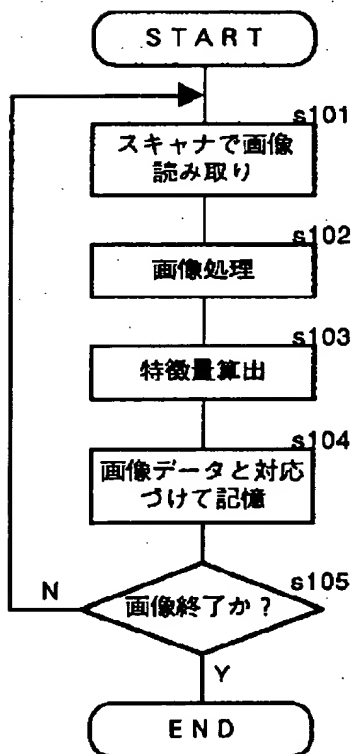 START
s101
スキャナで画像
読み取り
s102
画像処理
s103
特徴量算出
s104
画像データと対応
づけて記憶
s105
画像終了か?
N
Y
END